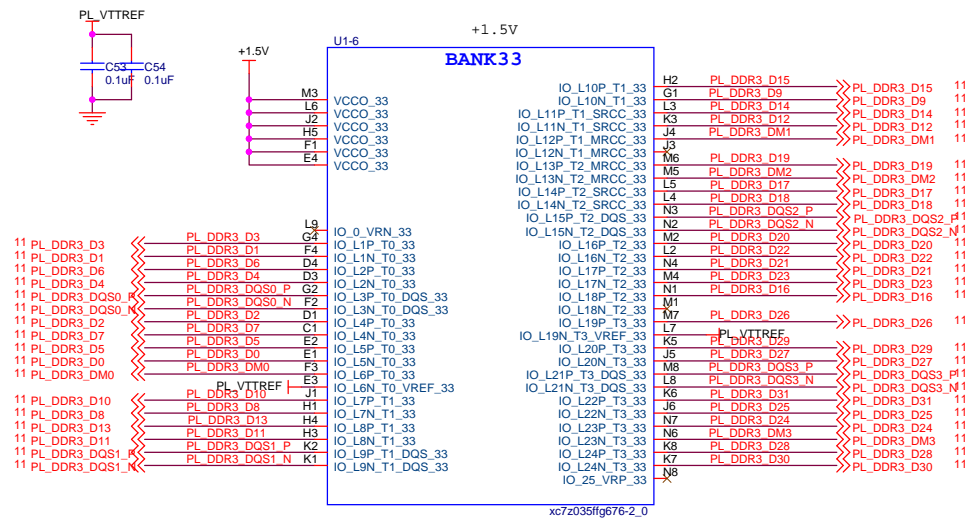 PL_VTTREF
C53
0.1uF
C54
0.1uF
+1.5V
+1.5V
U1-6
BANK33
M3 VCCO_33
L6 VCCO_33
J2 VCCO_33
H5 VCCO_33
F1 VCCO_33
E4 VCCO_33
L9 IO_0_VRN_33
11 PL_DDR3_D3 PL_DDR3_D3 G4 IO_L1P_T0_33
11 PL_DDR3_D1 PL_DDR3_D1 F4 IO_L1N_T0_33
11 PL_DDR3_D6 PL_DDR3_D6 D4 IO_L2P_T0_33
11 PL_DDR3_D4 PL_DDR3_D4 D3 IO_L2N_T0_33
11 PL_DDR3_DQS0_P PL_DDR3_DQS0_P G2 IO_L3P_T0_DQS_33
11 PL_DDR3_DQS0_N PL_DDR3_DQS0_N F2 IO_L3N_T0_DQS_33
11 PL_DDR3_D2 PL_DDR3_D2 D1 IO_L4P_T0_33
11 PL_DDR3_D7 PL_DDR3_D7 C1 IO_L4N_T0_33
11 PL_DDR3_D5 PL_DDR3_D5 E2 IO_L5P_T0_33
11 PL_DDR3_D0 PL_DDR3_D0 E1 IO_L5N_T0_33
11 PL_DDR3_DM0 PL_DDR3_DM0 F3 IO_L6P_T0_33
PL_VTTREF E3 IO_L6N_T0_VREF_33
11 PL_DDR3_D10 PL_DDR3_D10 J1 IO_L7P_T1_33
11 PL_DDR3_D8 PL_DDR3_D8 H1 IO_L7N_T1_33
11 PL_DDR3_D13 PL_DDR3_D13 H4 IO_L8P_T1_33
11 PL_DDR3_D11 PL_DDR3_D11 H3 IO_L8N_T1_33
11 PL_DDR3_DQS1_P PL_DDR3_DQS1_P K2 IO_L9P_T1_DQS_33
11 PL_DDR3_DQS1_N PL_DDR3_DQS1_N K1 IO_L9N_T1_DQS_33
IO_L10P_T1_33 H2 PL_DDR3_D15 PL_DDR3_D15 11
IO_L10N_T1_33 G1 PL_DDR3_D9 PL_DDR3_D9 11
IO_L11P_T1_SRCC_33 L3 PL_DDR3_D14 PL_DDR3_D14 11
IO_L11N_T1_SRCC_33 K3 PL_DDR3_D12 PL_DDR3_D12 11
IO_L12P_T1_MRCC_33 J4 PL_DDR3_DM1 PL_DDR3_DM1 11
IO_L12N_T1_MRCC_33 J3
IO_L13P_T2_MRCC_33 M6 PL_DDR3_D19 PL_DDR3_D19 11
IO_L13N_T2_MRCC_33 M5 PL_DDR3_DM2 PL_DDR3_DM2 11
IO_L14P_T2_SRCC_33 L5 PL_DDR3_D17 PL_DDR3_D17 11
IO_L14N_T2_SRCC_33 L4 PL_DDR3_D18 PL_DDR3_D18 11
IO_L15P_T2_DQS_33 N3 PL_DDR3_DQS2_P PL_DDR3_DQS2_P 11
IO_L15N_T2_DQS_33 N2 PL_DDR3_DQS2_N PL_DDR3_DQS2_N 11
IO_L16P_T2_33 M2 PL_DDR3_D20 PL_DDR3_D20 11
IO_L16N_T2_33 L2 PL_DDR3_D22 PL_DDR3_D22 11
IO_L17P_T2_33 N4 PL_DDR3_D21 PL_DDR3_D21 11
IO_L17N_T2_33 M4 PL_DDR3_D23 PL_DDR3_D23 11
IO_L18P_T2_33 N1 PL_DDR3_D16 PL_DDR3_D16 11
IO_L18N_T2_33 M1
IO_L19P_T3_33 M7 PL_DDR3_D26 PL_DDR3_D26 11
IO_L19N_T3_VREF_33 L7 PL_VTTREF
IO_L20P_T3_33 K5 PL_DDR3_D29 PL_DDR3_D29 11
IO_L20N_T3_33 J5 PL_DDR3_D27 PL_DDR3_D27 11
IO_L21P_T3_DQS_33 M8 PL_DDR3_DQS3_P PL_DDR3_DQS3_P 11
IO_L21N_T3_DQS_33 L8 PL_DDR3_DQS3_N PL_DDR3_DQS3_N 11
IO_L22P_T3_33 K6 PL_DDR3_D31 PL_DDR3_D31 11
IO_L22N_T3_33 J6 PL_DDR3_D25 PL_DDR3_D25 11
IO_L23P_T3_33 N7 PL_DDR3_D24 PL_DDR3_D24 11
IO_L23N_T3_33 N6 PL_DDR3_DM3 PL_DDR3_DM3 11
IO_L24P_T3_33 K8 PL_DDR3_D28 PL_DDR3_D28 11
IO_L24N_T3_33 K7 PL_DDR3_D30 PL_DDR3_D30 11
IO_25_VRP_33 N8
xc7z035ffg676-2_0